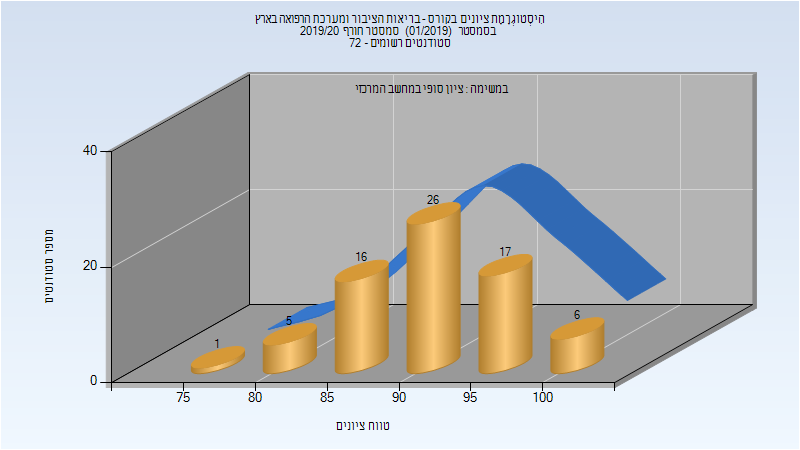 הִיסְטוֹגְרַמַת ציונים בקורס - בריאות הציבור ומערכת הרפואה בארץ
בסמסטר (01/2019) סמסטר חורף 2019/20
סטודנטים רשומים - 72
במשימה : ציון סופי במחשב המרכזי
מספר סטודנטים
40
20
0
1
5
16
26
17
6
75
80
85
90
95
100
טווח ציונים